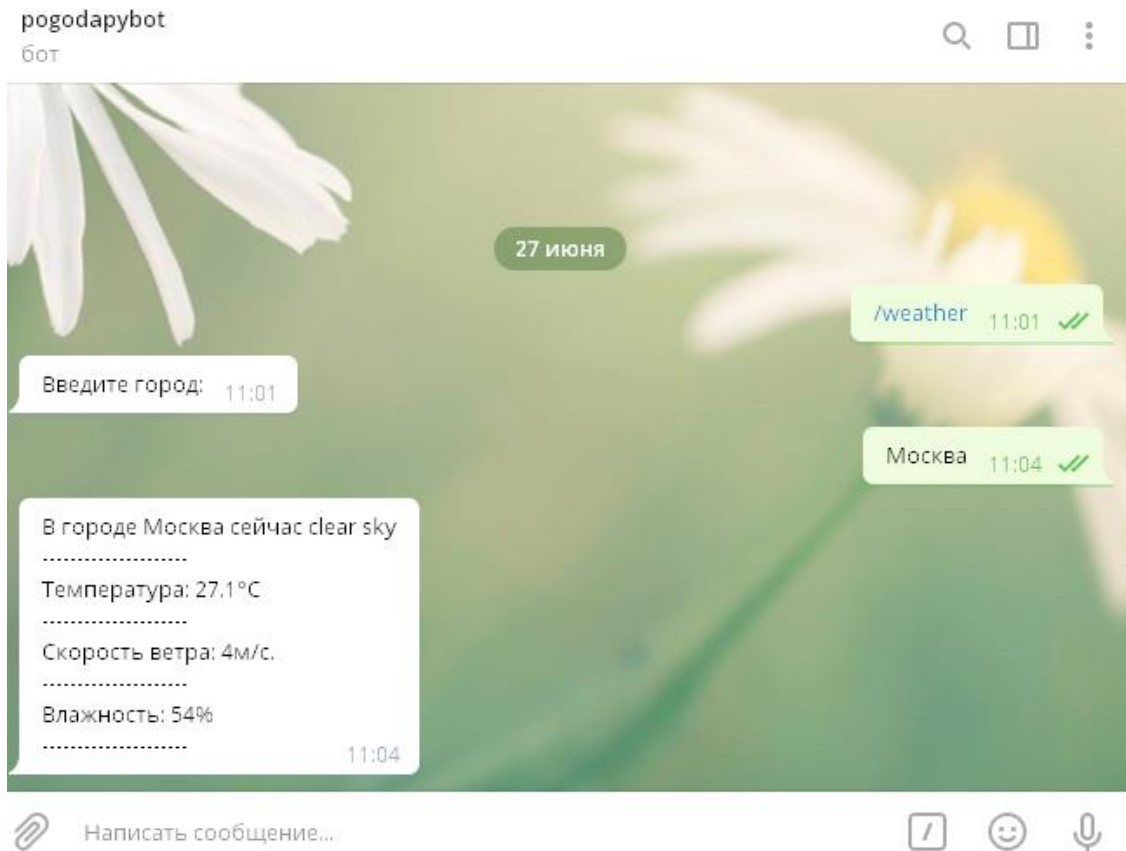 pogodapybot
бот
27 июня
/weather 11:01
Введите город: 11:01
Москва 11:04
В городе Москва сейчас clear sky
--------------------
Температура: 27.1°C
--------------------
Скорость ветра: 4м/с.
--------------------
Влажность: 54%
--------------------
11:04
Написать сообщение...